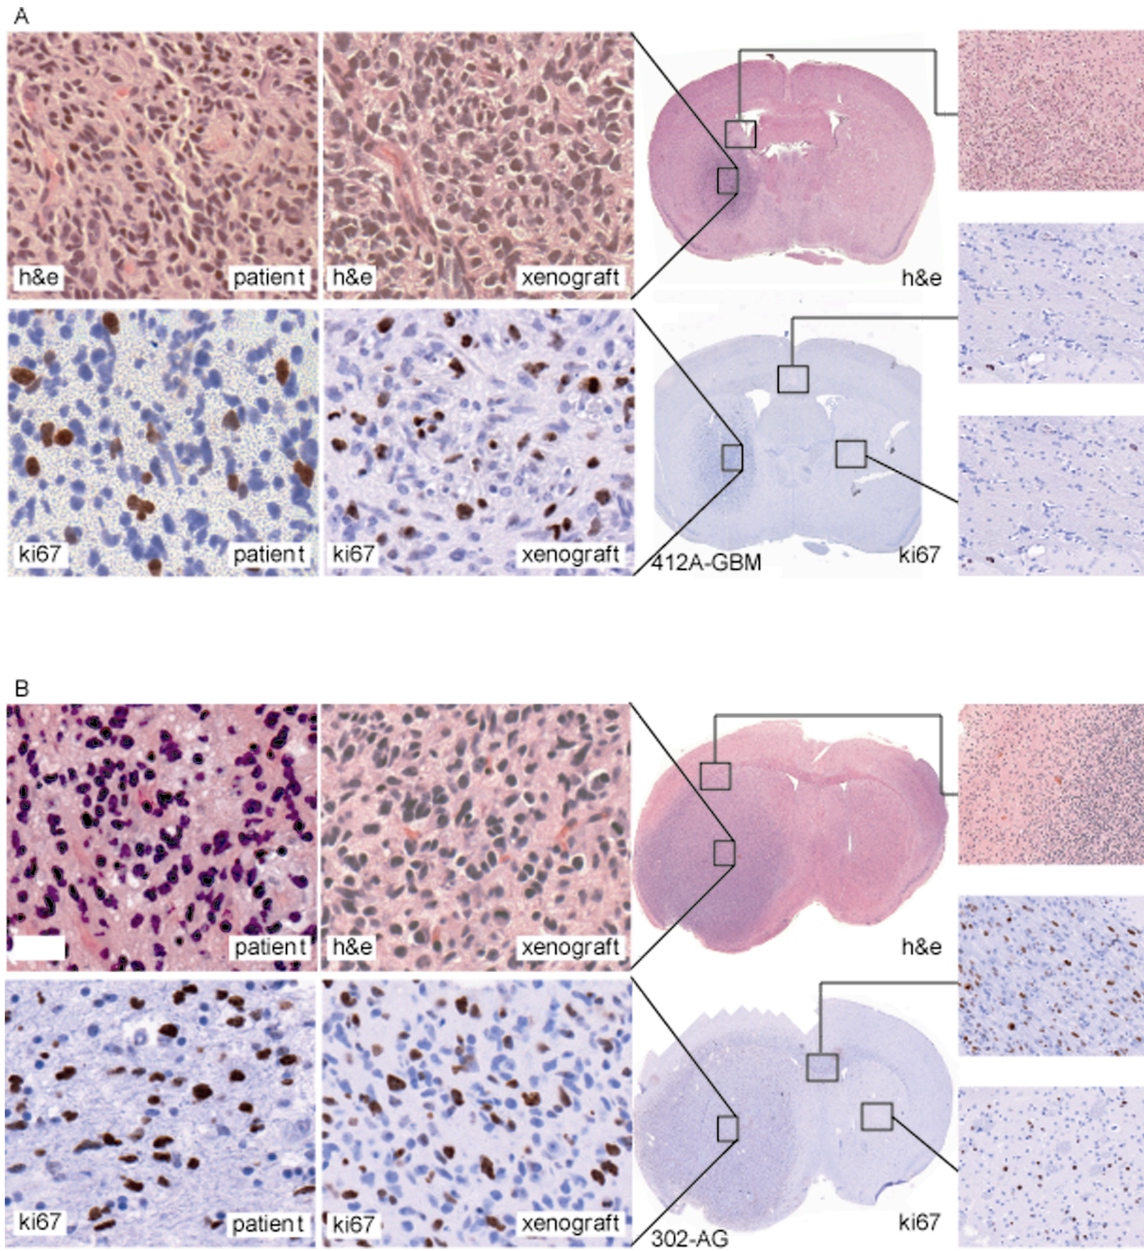 A
h&e patient h&e xenograft h&e
ki67 patient ki67 xenograft 412A-GBM ki67
B
patient h&e xenograft h&e
ki67 patient ki67 xenograft 302-AG ki67